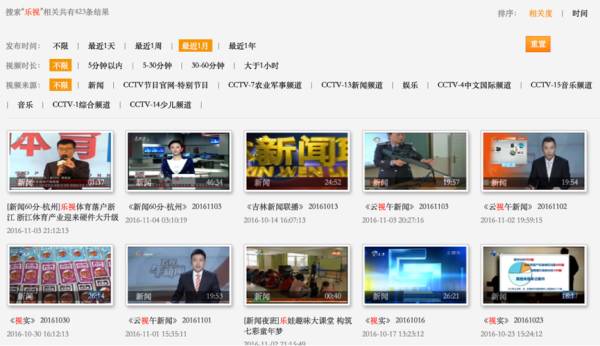 搜索"乐视"相关共有423条结果
排序： 相关度 | 时间
发布时间： 不限 | 最近1天 | 最近1周 | 最近1月 | 最近1年
重置
视频时长： 不限 | 5分钟以内 | 5-30分钟 | 30-60分钟 | 大于1小时
视频来源： 不限 | 新闻 | CCTV节目官网-特别节目 | CCTV-7农业军事频道 | CCTV-13新闻频道 | 娱乐 | CCTV-4中文国际频道 | CCTV-15音乐频道
| 音乐 | CCTV-1综合频道 | CCTV-14少儿频道 |
新闻 01:37
新闻 46:34
新闻联
新闻 24:52
新闻 19:57
新闻 19:54
[新闻60分-杭州]乐视体育落户浙
江 浙江体育产业迎来硬件大升级
2016-11-03 21:12:13
《新闻60分-杭州》 20161103
2016-11-04 03:10:19
《吉林新闻联播》 20161013
2016-10-14 16:07:13
《云视午新闻》 20161103
2016-11-03 20:27:16
《云视午新闻》 20161102
2016-11-02 19:59:15
新闻 26:14
新闻 19:53
新闻 00:40
新闻 26:21
新闻 18:17
《视实》 20161030
2016-10-30 16:12:13
《云视午新闻》 20161101
2016-11-01 15:55:11
[新闻夜班]乐娃趣味大课堂 构筑
七彩童年梦
2016-11-02 21:15:49
《视实》 20161016
2016-10-17 13:23:12
《视实》 20161023
2016-10-23 15:24:12